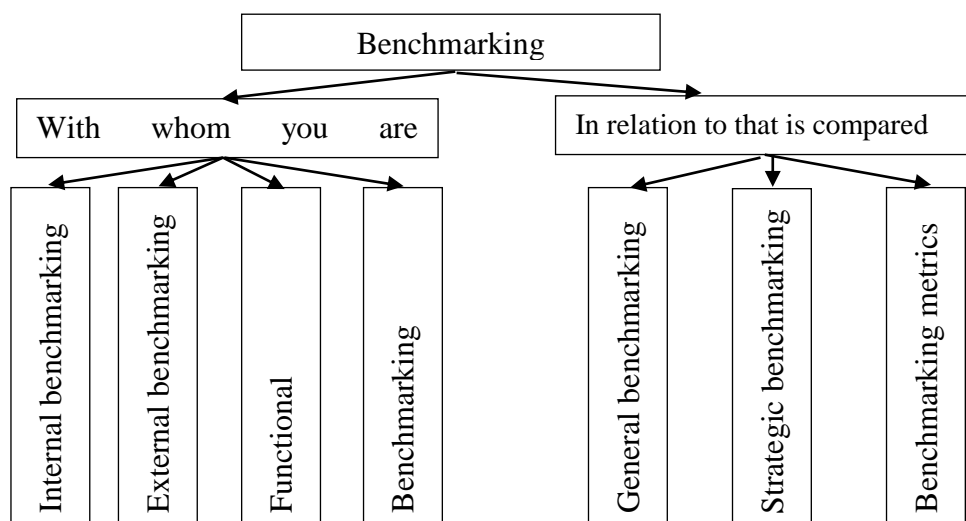 Benchmarking
With whom you are
In relation to that is compared
Internal benchmarking
External benchmarking
Functional
Benchmarking
General benchmarking
Strategic benchmarking
Benchmarking metrics